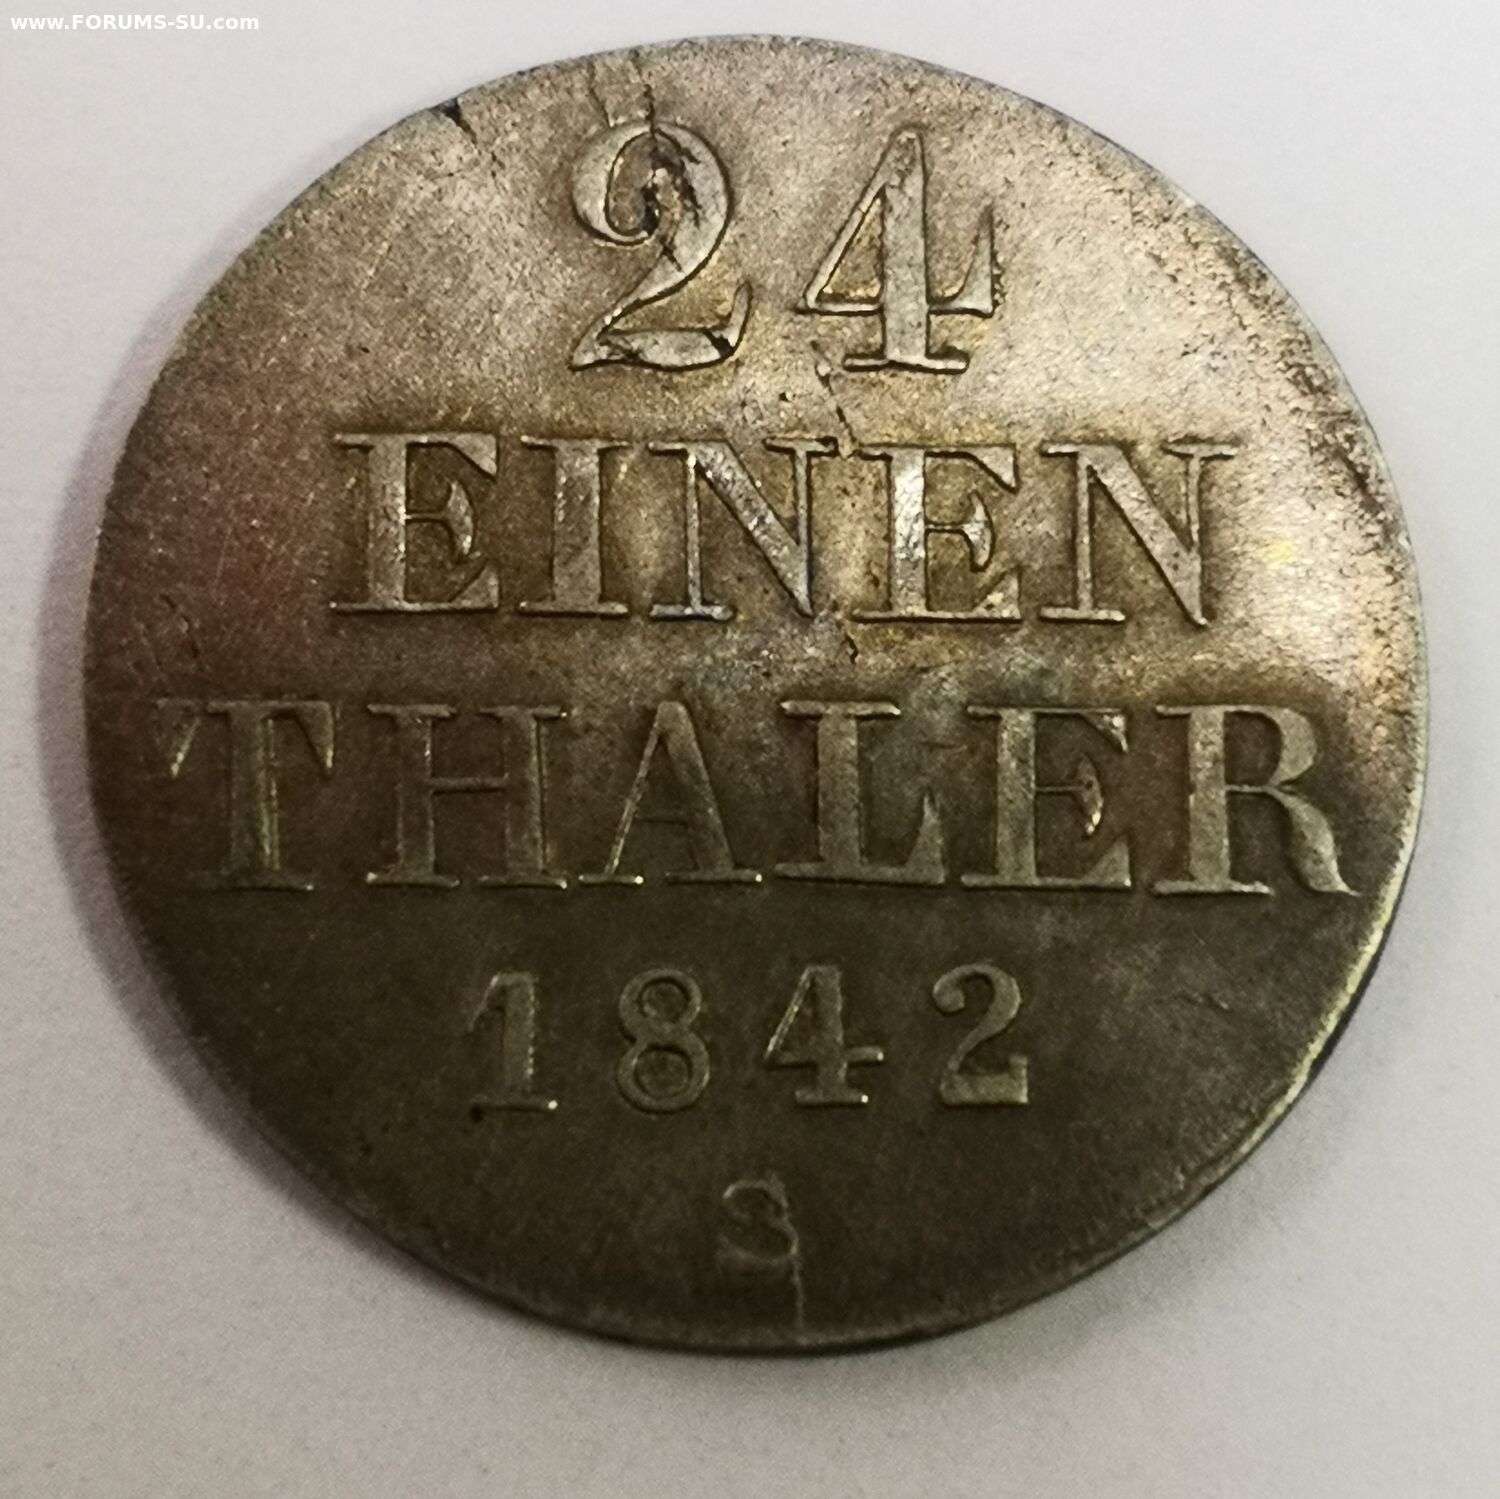 www.FORUMS-SU.com
24
EINEN
THALER
1842
S